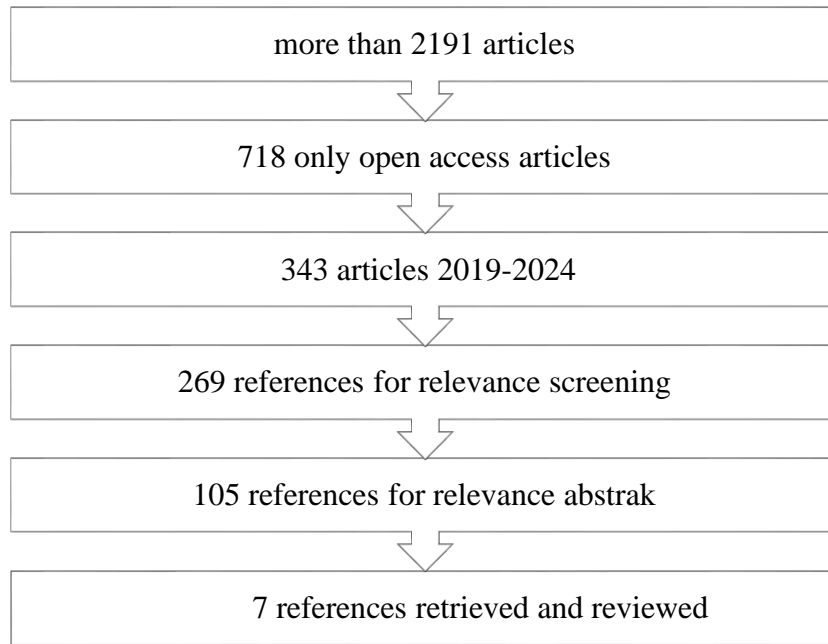 more than 2191 articles
718 only open access articles
343 articles 2019-2024
269 references for relevance screening
105 references for relevance abstrak
7 references retrieved and reviewed